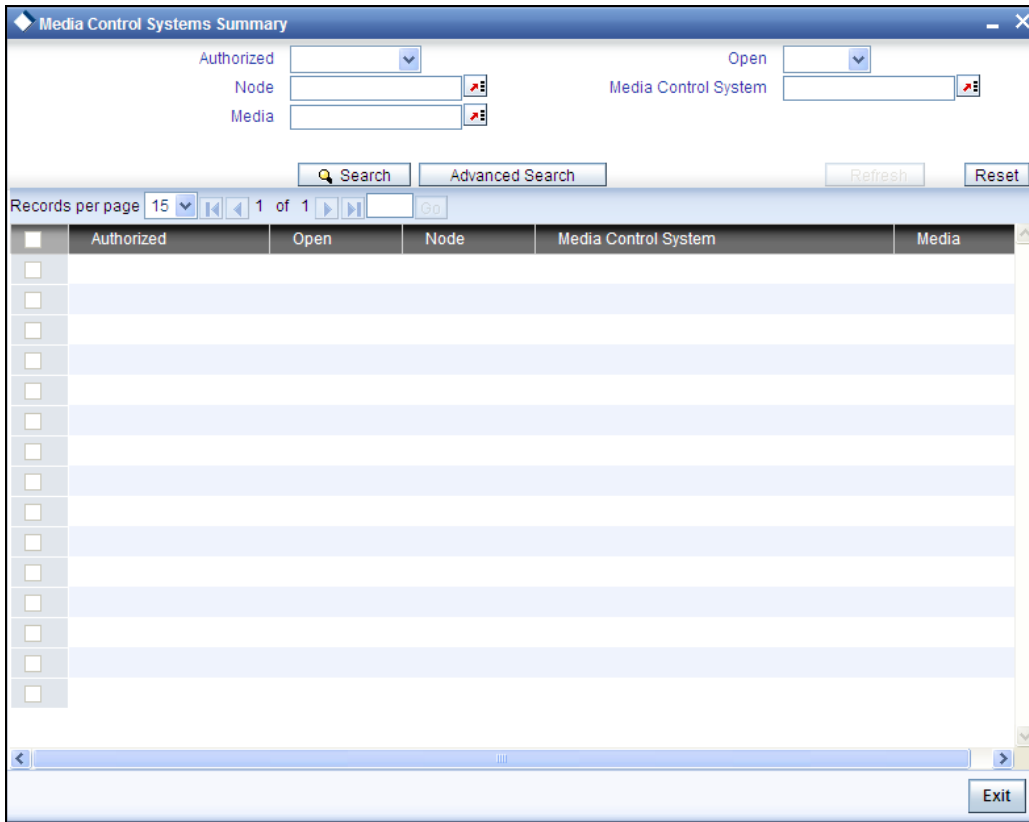 Media Control Systems Summary
Authorized Open
Node Media Control System
Media
Search Advanced Search Refresh Reset
Records per page 15 1 of 1 Go
Authorized Open Node Media Control System Media
Exit